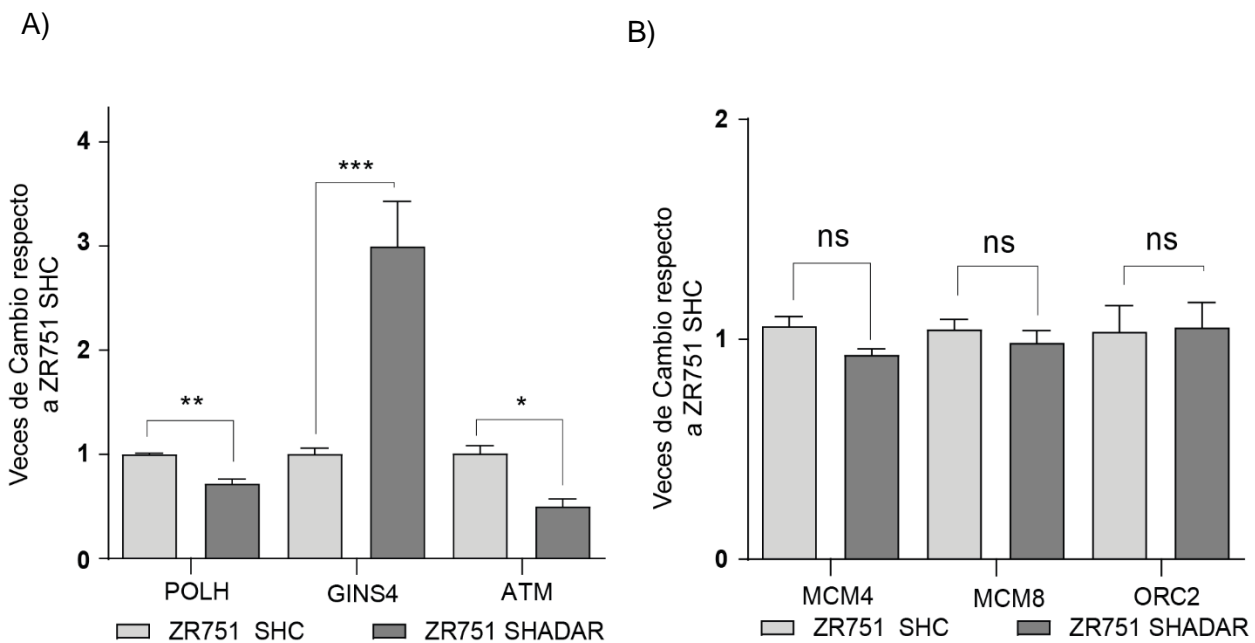 A)
Veces de Cambio respecto
a ZR751 SHC
4
3
2
1
0
**
***
*
POLH
GINS4
ATM
ZR751 SHC
ZR751 SHADAR
B)
Veces de Cambio respecto
a ZR751 SHC
2
1
0
ns
ns
ns
MCM4
MCM8
ORC2
ZR751 SHC
ZR751 SHADAR